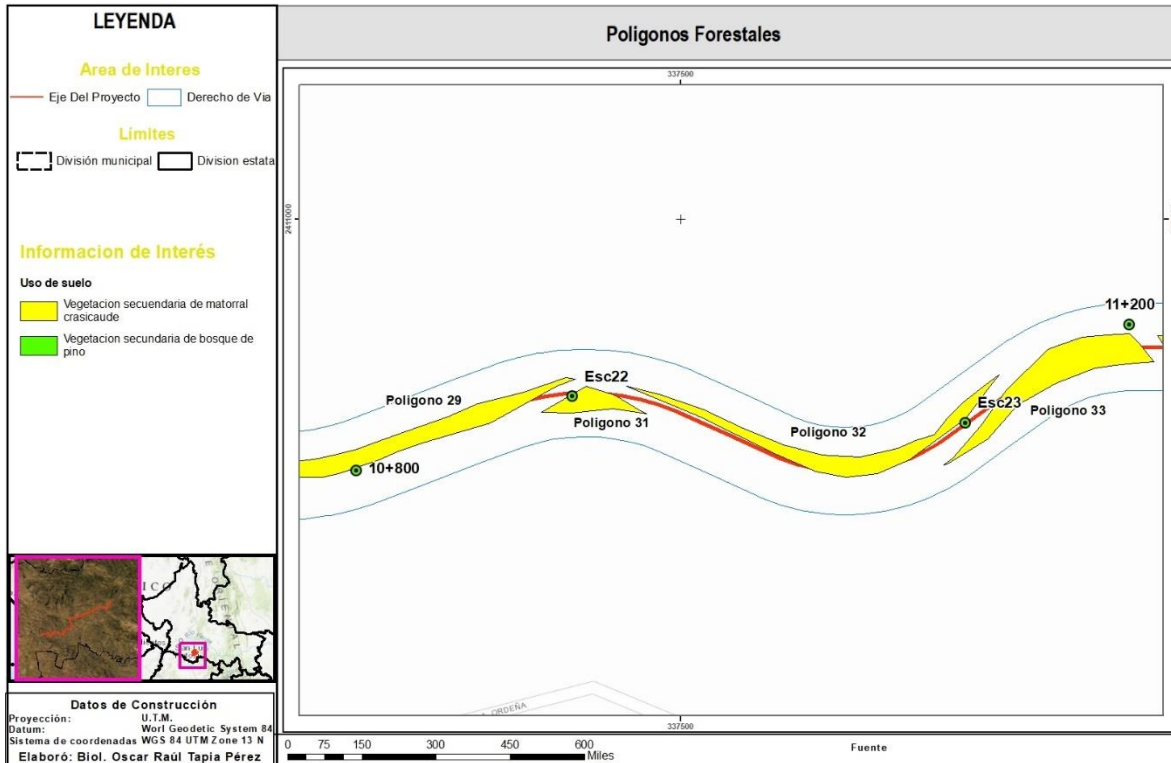 LEYENDA
Area de Interes
Eje Del Proyecto
Derecho de Via
Límites
División municipal
Division estata
Informacion de Interés
Uso de suelo
Vegetacion secuendaria de matorral
crasicaude
Vegetacion secundaria de bosque de
pino
Datos de Construcción
Proyección: U.T.M.
Datum: Worl Geodetic System 84
Sistema de coordenadas WGS 84 UTM Zone 13 N
Elaboró: Biol. Oscar Raúl Tapia Pérez
Poligonos Forestales
337500
2411000
11+200
Esc22
Poligono 29
Esc23
Poligono 31
Poligono 32
Poligono 33
10+800
ORDEÑA
337500
0 75 150 300 450 600
Miles
Fuente